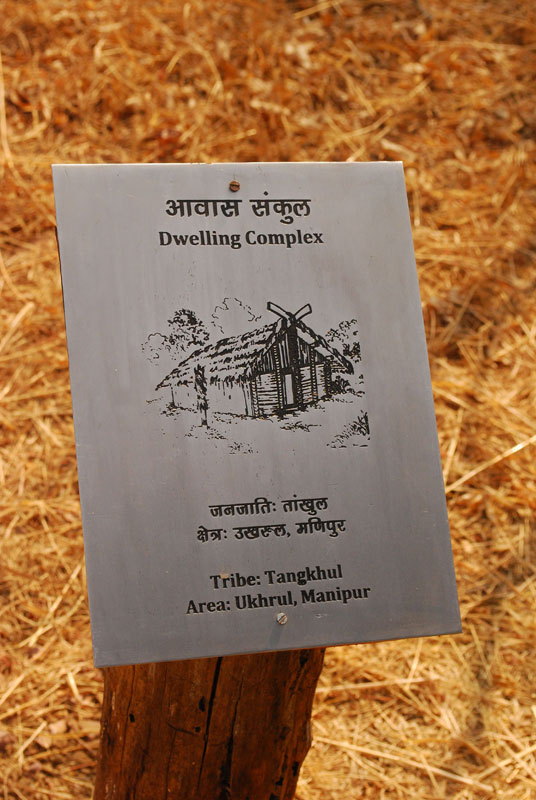 आवास संकुल
Dwelling Complex
जनजातिः तांखुल
क्षेत्रः उखरूल, मणिपुर
Tribe: Tangkhul
Area: Ukhrul, Manipur